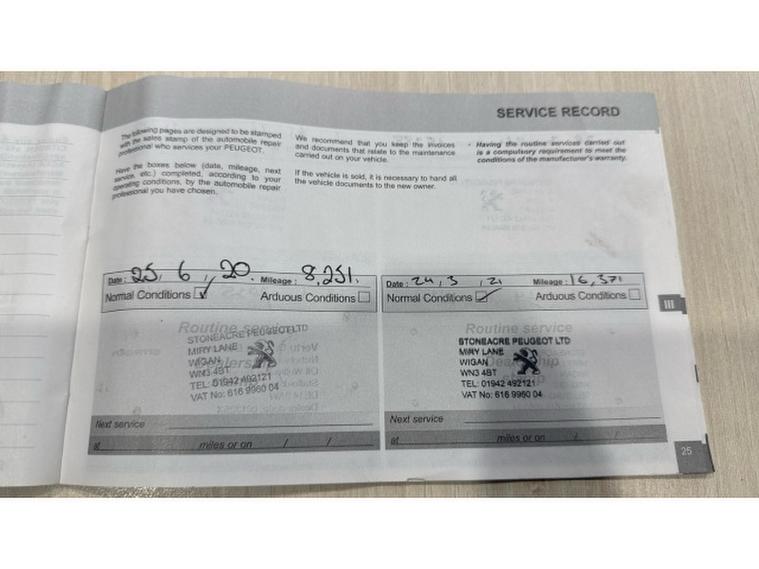 SERVICE RECORD
The following pages are designed to be stamped
with the sales stamp of the automobile repair
professional who services your PEUGEOT.
Have the boxes below (date, mileage, next
service, etc.) completed, according to your
operating conditions, by the automobile repair
professional you have chosen.
We recommend that you keep the invoices
and documents that relate to the maintenance
carried out on your vehicle.
If the vehicle is sold, it is necessary to hand all
the vehicle documents to the new owner.
• Having the routine services carried out
is a compulsory requirement to meet the
conditions of the manufacturer's warranty.
Date: 25, 6, 20. Mileage: 8,251.
Normal Conditions Arduous Conditions
Routine service
STONEACRE PEUGEOT LTD
MIRY LANE
WIGAN
WN3 4BT
TEL: 01942 492121
VAT No: 616 9960 04
Dealership
Next service
at miles or on / /
Date: 24, 3, 21 Mileage: 16,371
Normal Conditions Arduous Conditions
Routine service
STONEACRE PEUGEOT LTD
MIRY LANE
WIGAN
WN3 4BT
TEL: 01942 492121
VAT No: 616 9960 04
Next service
at miles or on / /
III
25